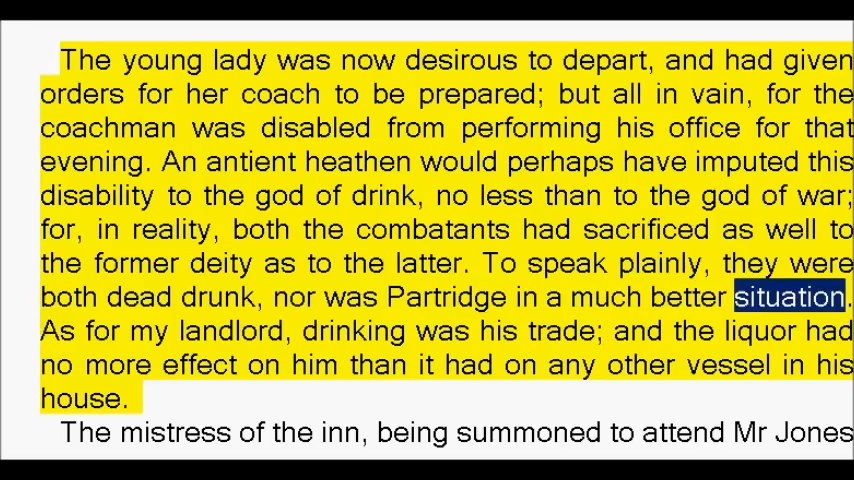 The young lady was now desirous to depart, and had given
orders for her coach to be prepared; but all in vain, for the
coachman was disabled from performing his office for that
evening. An antient heathen would perhaps have imputed this
disability to the god of drink, no less than to the god of war;
for, in reality, both the combatants had sacrificed as well to
the former deity as to the latter. To speak plainly, they were
both dead drunk, nor was Partridge in a much better situation.
As for my landlord, drinking was his trade; and the liquor had
no more effect on him than it had on any other vessel in his
house.
The mistress of the inn, being summoned to attend Mr Jones